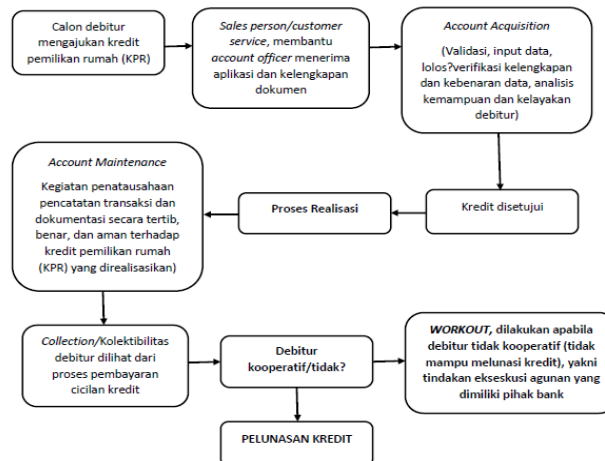 Calon debitur
mengajukan kredit
pemilikan rumah (KPR)
Sales person/customer
service, membantu
account officer menerima
aplikasi dan kelengkapan
dokumen
Account Acquisition
(Validasi, input data,
lolos?verifikasi kelengkapan
dan kebenaran data, analisis
kemampuan dan kelayakan
debitur)
Kredit disetujui
Proses Realisasi
Account Maintenance
Kegiatan penatausahaan
pencatatan transaksi dan
dokumentasi secara tertib,
benar, dan aman terhadap
kredit pemilikan rumah
(KPR) yang direalisasikan)
Collection/Kolektibilitas
debitur dilihat dari
proses pembayaran
cicilan kredit
Debitur
kooperatif/tidak?
WORKOUT, dilakukan apabila
debitur tidak kooperatif (tidak
mampu melunasi kredit), yakni
tindakan ekseskusi agunan yang
dimiliki pihak bank
PELUNASAN KREDIT